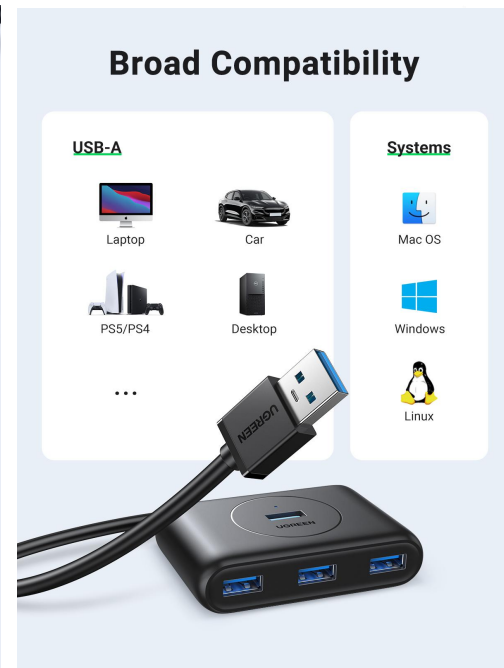 Broad Compatibility
USB-A
Systems
Laptop
Car
Mac OS
PS5/PS4
Desktop
Windows
...
Linux
UGREEN
UGREEN